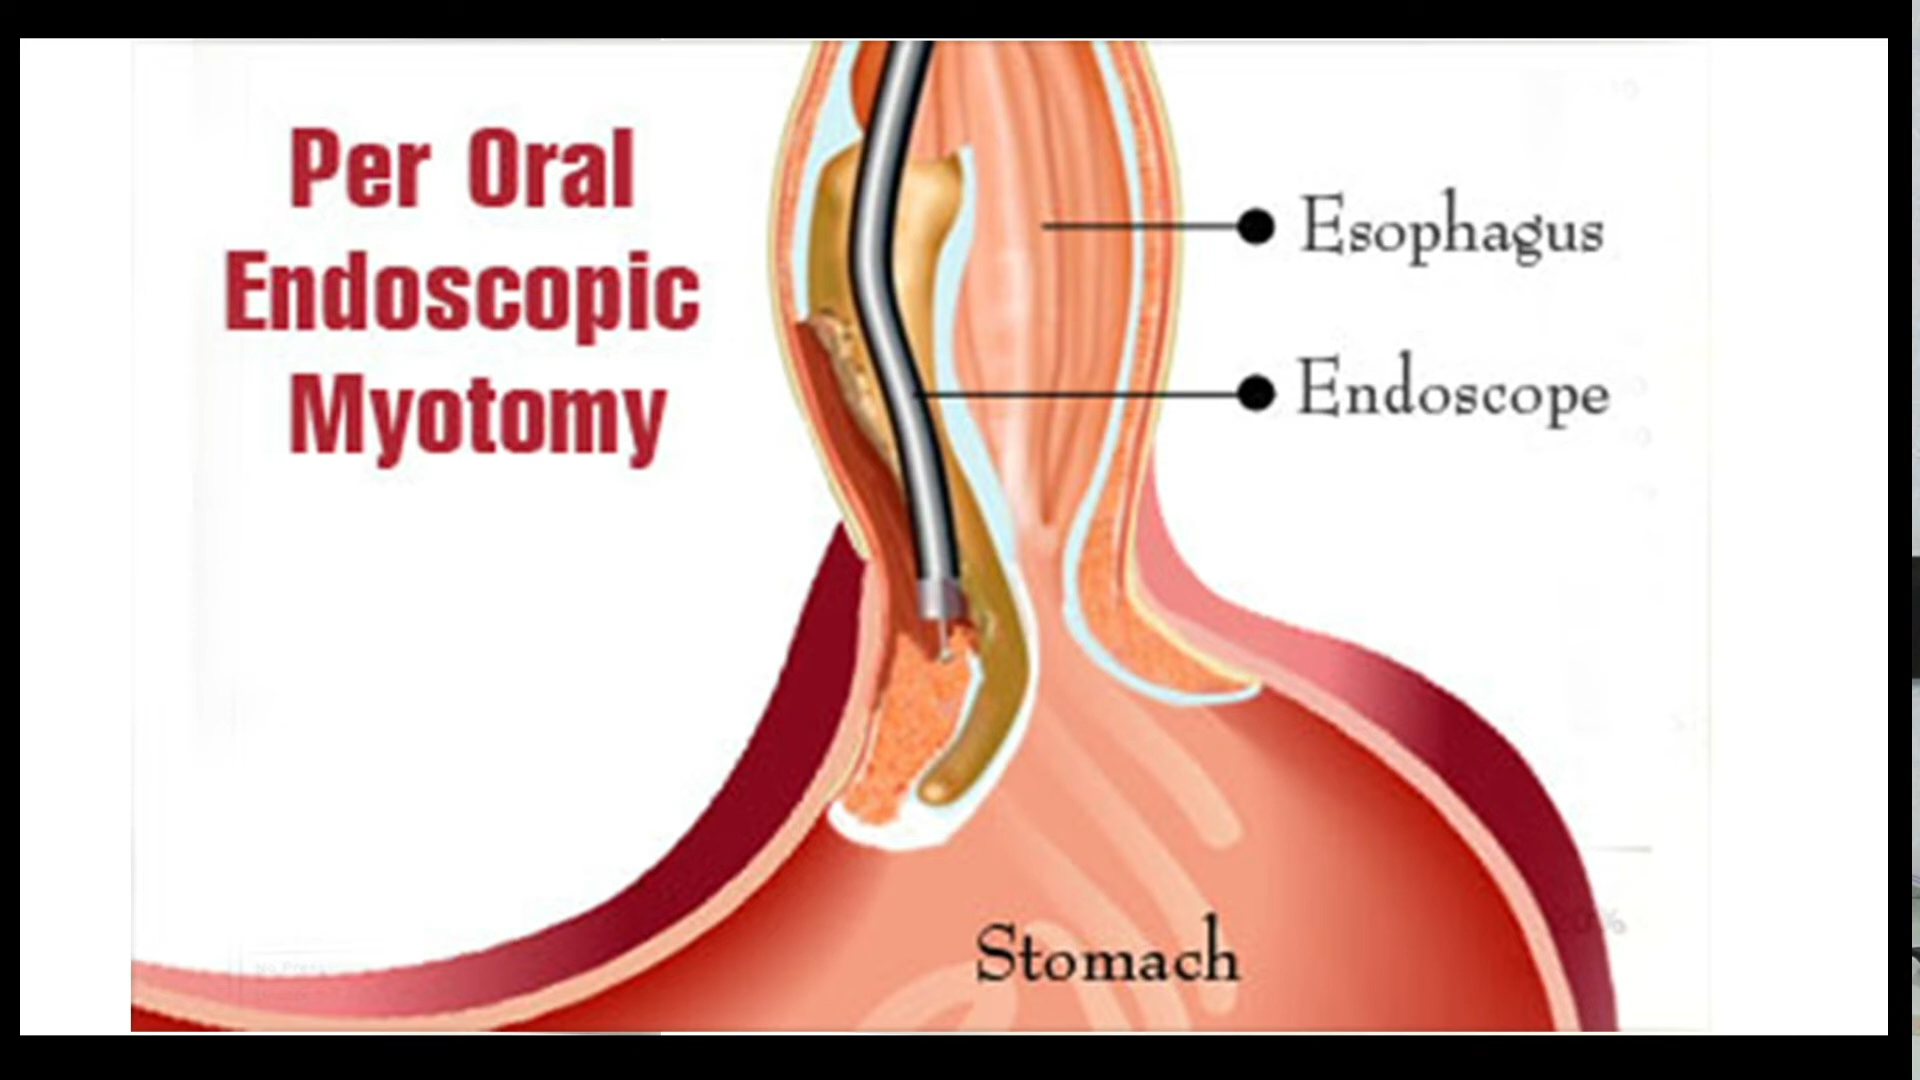 Per Oral
Endoscopic
Myotomy
Esophagus
Endoscope
Stomach